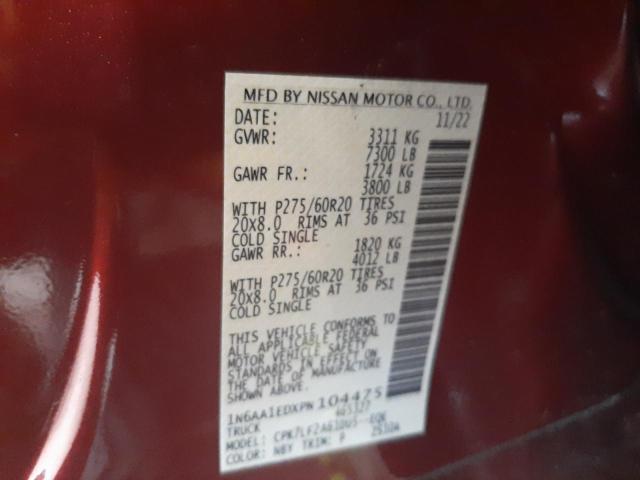 MFD BY NISSAN MOTOR CO., LTD.
DATE: 11/22
GVWR: 3311 KG
7300 LB
GAWR FR.: 1724 KG
3800 LB
WITH P275/60R20 TIRES
20x8.0 RIMS AT 36 PSI
COLD SINGLE
GAWR RR.: 1820 KG
4012 LB
WITH P275/60R20 TIRES
20x8.0 RIMS AT 36 PSI
COLD SINGLE
THIS VEHICLE CONFORMS TO
ALL APPLICABLE FEDERAL
MOTOR VEHICLE SAFETY
STANDARDS IN EFFECT ON
THE DATE OF MANUFACTURE
SHOWN ABOVE.
1N6AA1EDXPN104475
TRUCK
MODEL:
COLOR: NBY TRIM: P